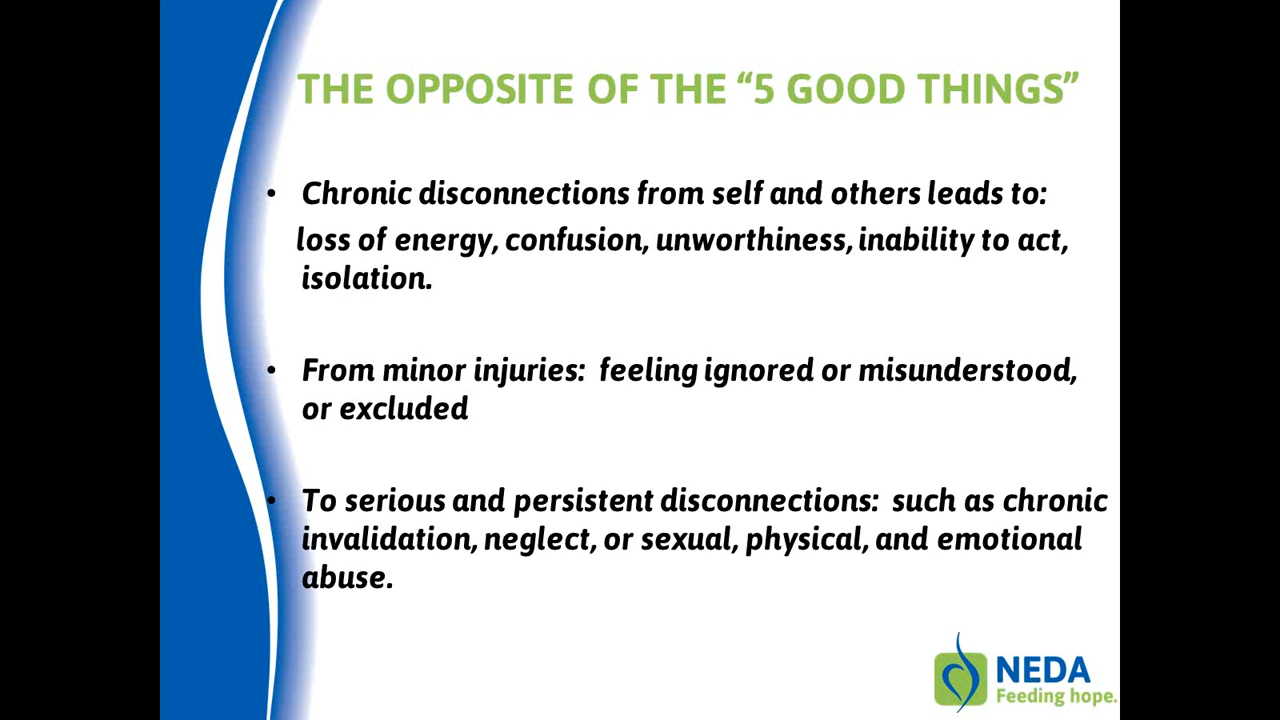 THE OPPOSITE OF THE “5 GOOD THINGS”
• Chronic disconnections from self and others leads to:
loss of energy, confusion, unworthiness, inability to act,
isolation.
• From minor injuries:  feeling ignored or misunderstood,
or excluded
• To serious and persistent disconnections:  such as chronic
invalidation, neglect, or sexual, physical, and emotional
abuse.
NEDA
Feeding hope.